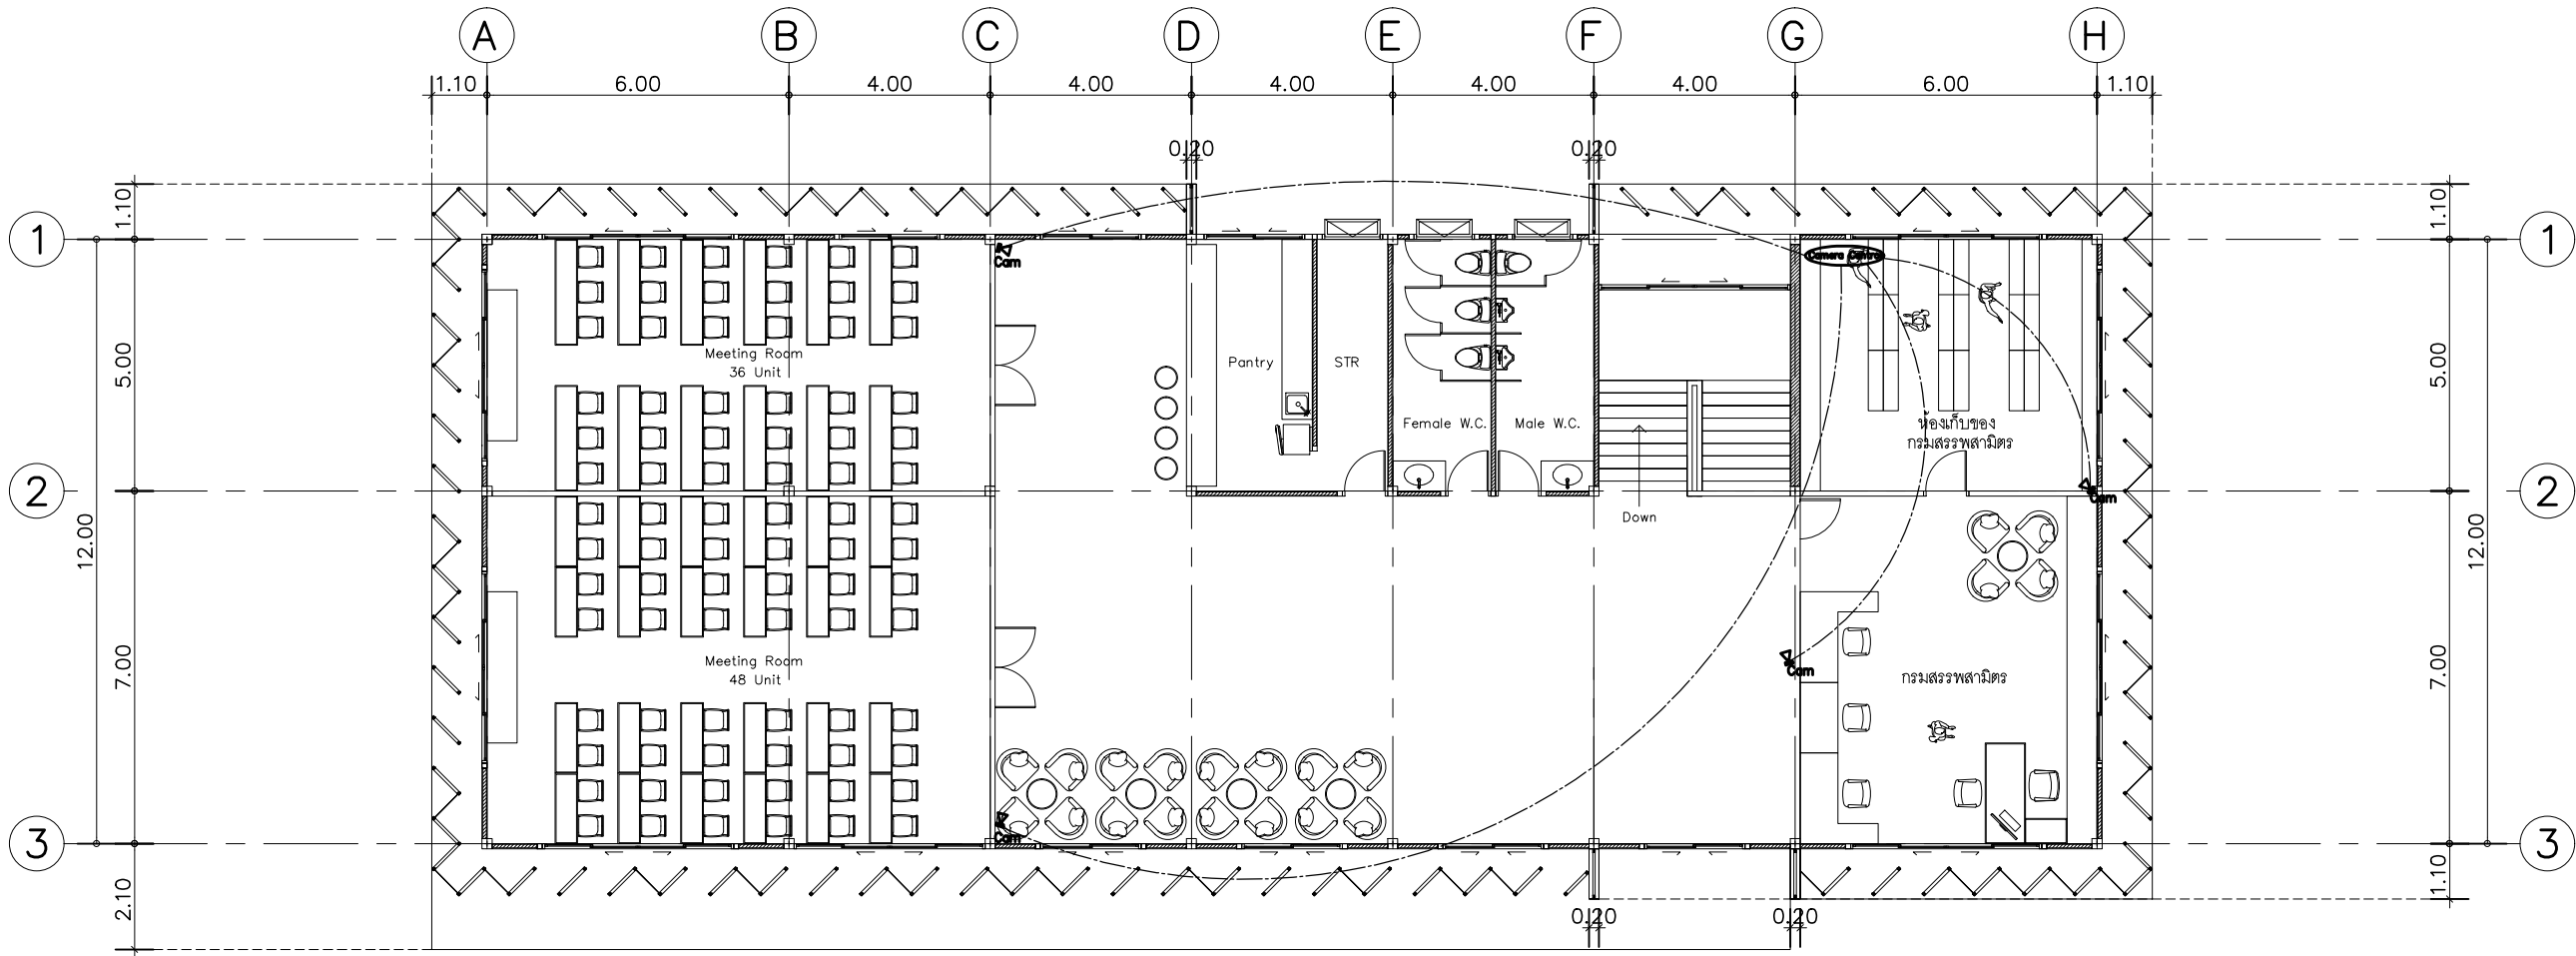 A B C D E F G H
1.10 6.00 4.00 4.00 4.00 4.00 4.00 6.00 1.10
0.20 0.20
1.10 1.10
1 1
Cam Camera Control
5.00 5.00
Meeting Room
36 Unit
Pantry STR
Female W.C. Male W.C.
ห้องเก็บของ
กรมสรรพสามิตร
2 2
Cam
Down
12.00 12.00
Meeting Room
48 Unit
7.00 7.00
Cam
กรมสรรพสามิตร
Cam
3 3
2.10 1.10
0.20 0.20